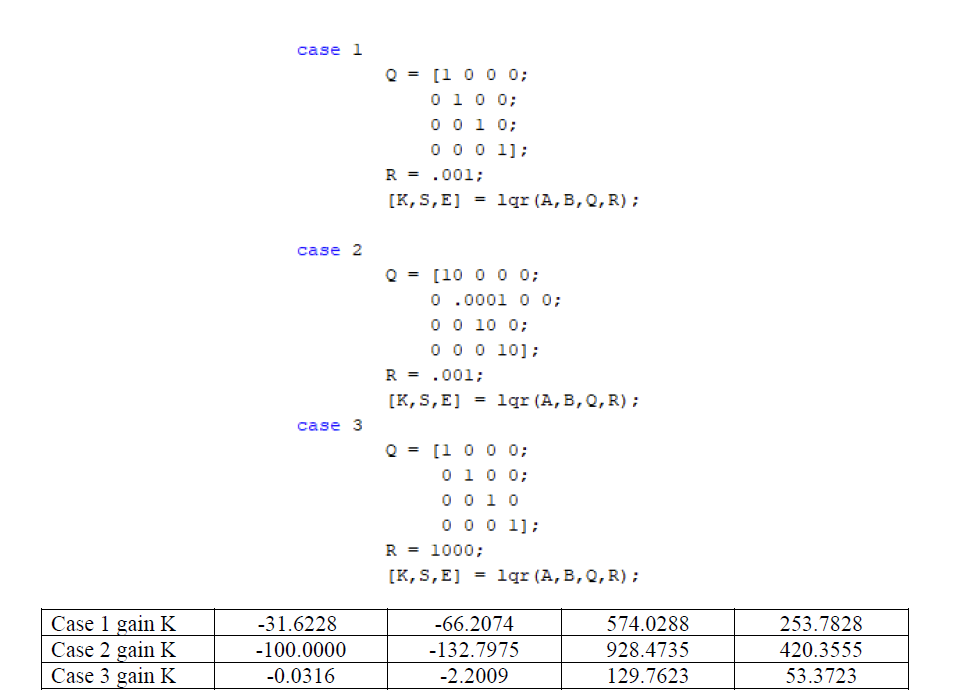 case 1
Q = [1 0 0 0;
0 1 0 0;
0 0 1 0;
0 0 0 1];
R = .001;
[K,S,E] = lqr(A,B,Q,R);
case 2
Q = [10 0 0 0;
0 .0001 0 0;
0 0 10 0;
0 0 0 10];
R = .001;
[K,S,E] = lqr(A,B,Q,R);
case 3
Q = [1 0 0 0;
0 1 0 0;
0 0 1 0
0 0 0 1];
R = 1000;
[K,S,E] = lqr(A,B,Q,R);
Case 1 gain K -31.6228 -66.2074 574.0288 253.7828
Case 2 gain K -100.0000 -132.7975 928.4735 420.3555
Case 3 gain K -0.0316 -2.2009 129.7623 53.3723